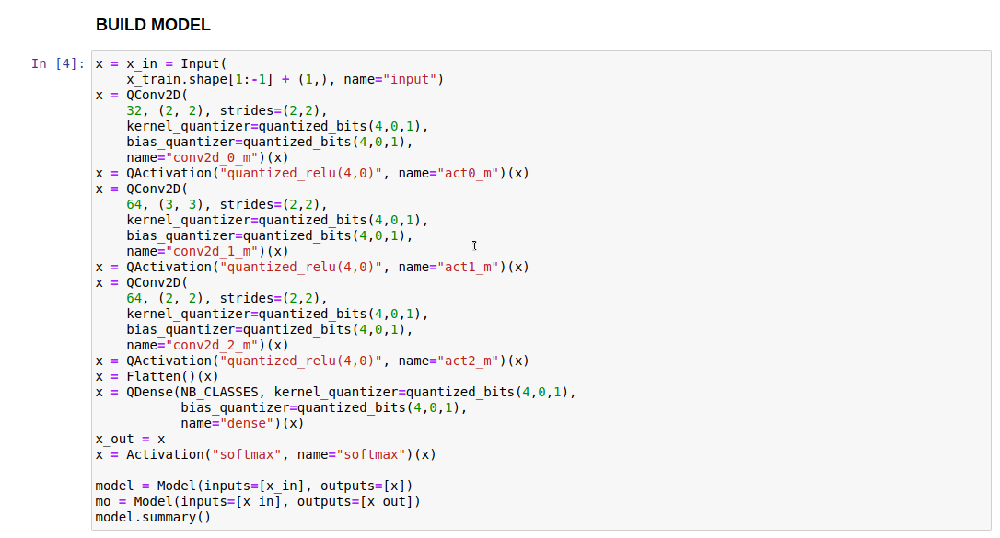 BUILD MODEL
In [4]: x = x_in = Input(
    x_train.shape[1:-1] + (1,), name="input")
x = QConv2D(
    32, (2, 2), strides=(2,2),
    kernel_quantizer=quantized_bits(4,0,1),
    bias_quantizer=quantized_bits(4,0,1),
    name="conv2d_0_m")(x)
x = QActivation("quantized_relu(4,0)", name="act0_m")(x)
x = QConv2D(
    64, (3, 3), strides=(2,2),
    kernel_quantizer=quantized_bits(4,0,1),
    bias_quantizer=quantized_bits(4,0,1),
    name="conv2d_1_m")(x)
x = QActivation("quantized_relu(4,0)", name="act1_m")(x)
x = QConv2D(
    64, (2, 2), strides=(2,2),
    kernel_quantizer=quantized_bits(4,0,1),
    bias_quantizer=quantized_bits(4,0,1),
    name="conv2d_2_m")(x)
x = QActivation("quantized_relu(4,0)", name="act2_m")(x)
x = Flatten()(x)
x = QDense(NB_CLASSES, kernel_quantizer=quantized_bits(4,0,1),
           bias_quantizer=quantized_bits(4,0,1),
           name="dense")(x)
x_out = x
x = Activation("softmax", name="softmax")(x)

model = Model(inputs=[x_in], outputs=[x])
mo = Model(inputs=[x_in], outputs=[x_out])
model.summary()